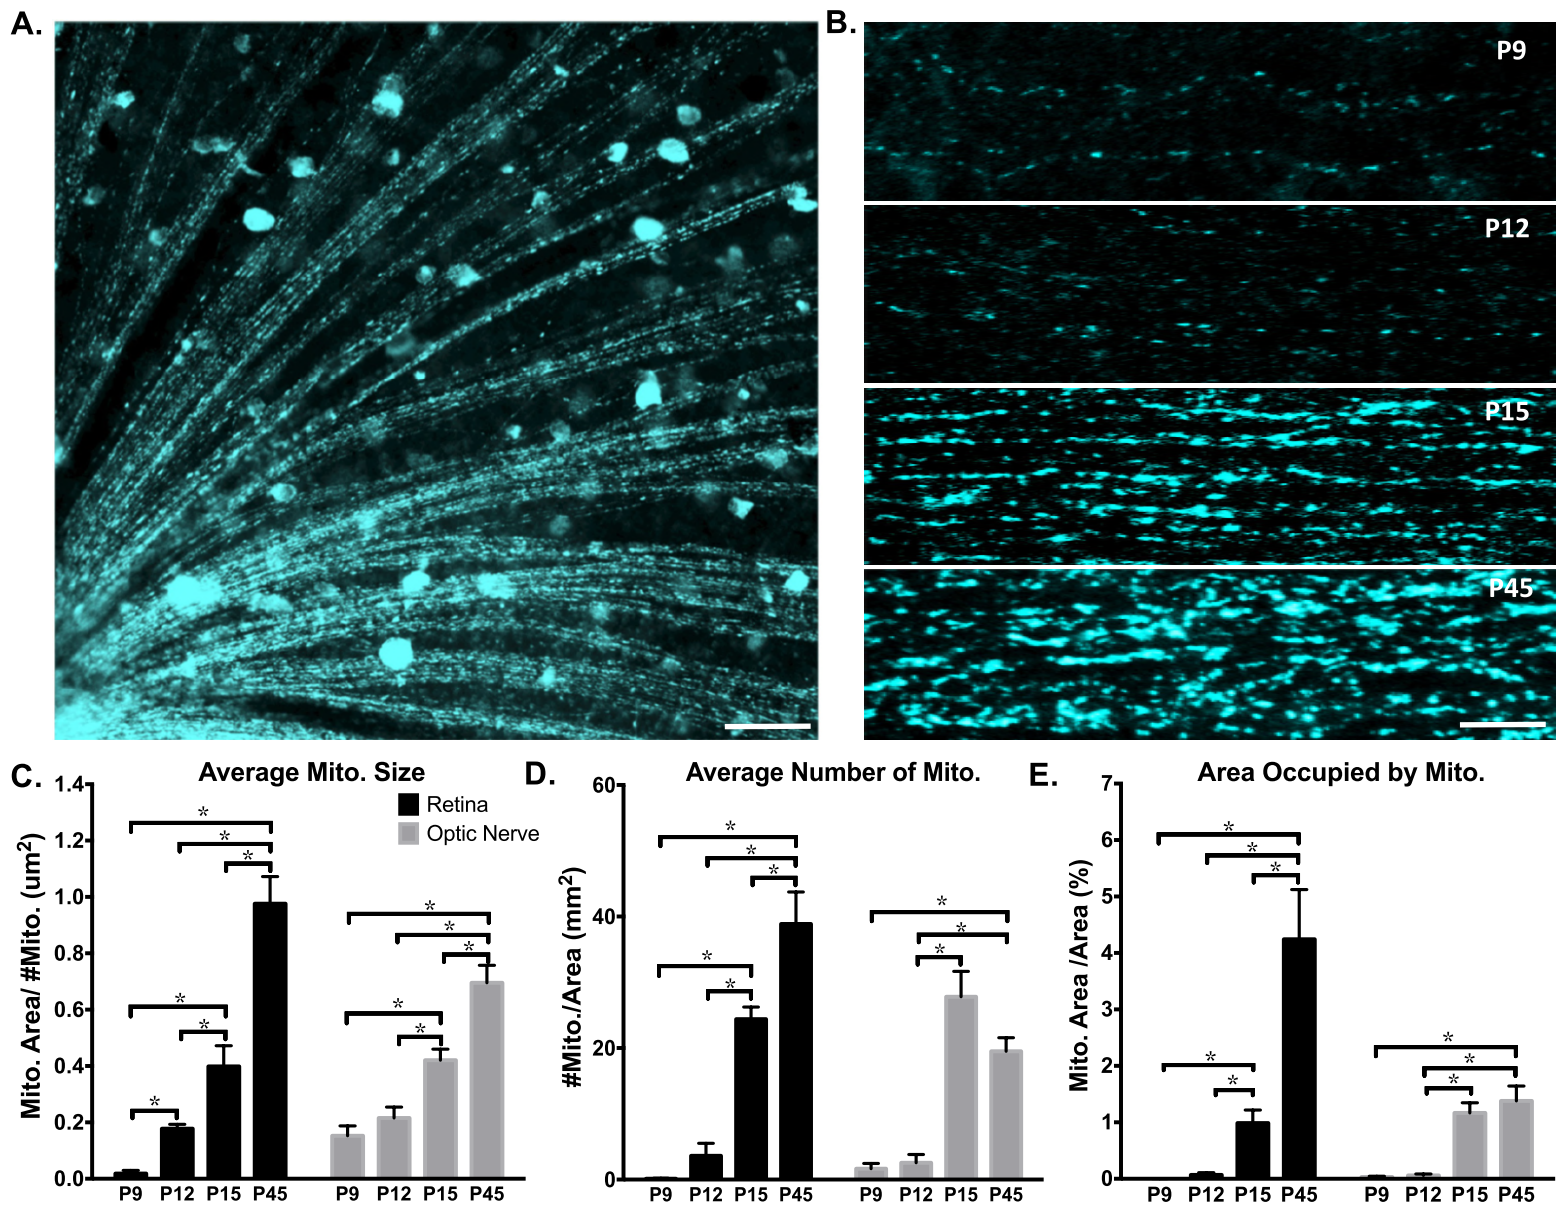 A.
B.
P9
P12
P15
P45
C.
Average Mito. Size
Mito. Area/ #Mito. (um²)
1.4
1.2
1.0
0.8
0.6
0.4
0.2
0.0
Retina
Optic Nerve
* * * * * *
* * * * *
P9 P12 P15 P45 P9 P12 P15 P45
D.
Average Number of Mito.
#Mito./Area (mm²)
60
40
20
0
* * * * *
* * *
P9 P12 P15 P45 P9 P12 P15 P45
E.
Area Occupied by Mito.
Mito. Area /Area (%)
7
6
5
4
3
2
1
0
* * * * *
* * *
P9 P12 P15 P45 P9 P12 P15 P45